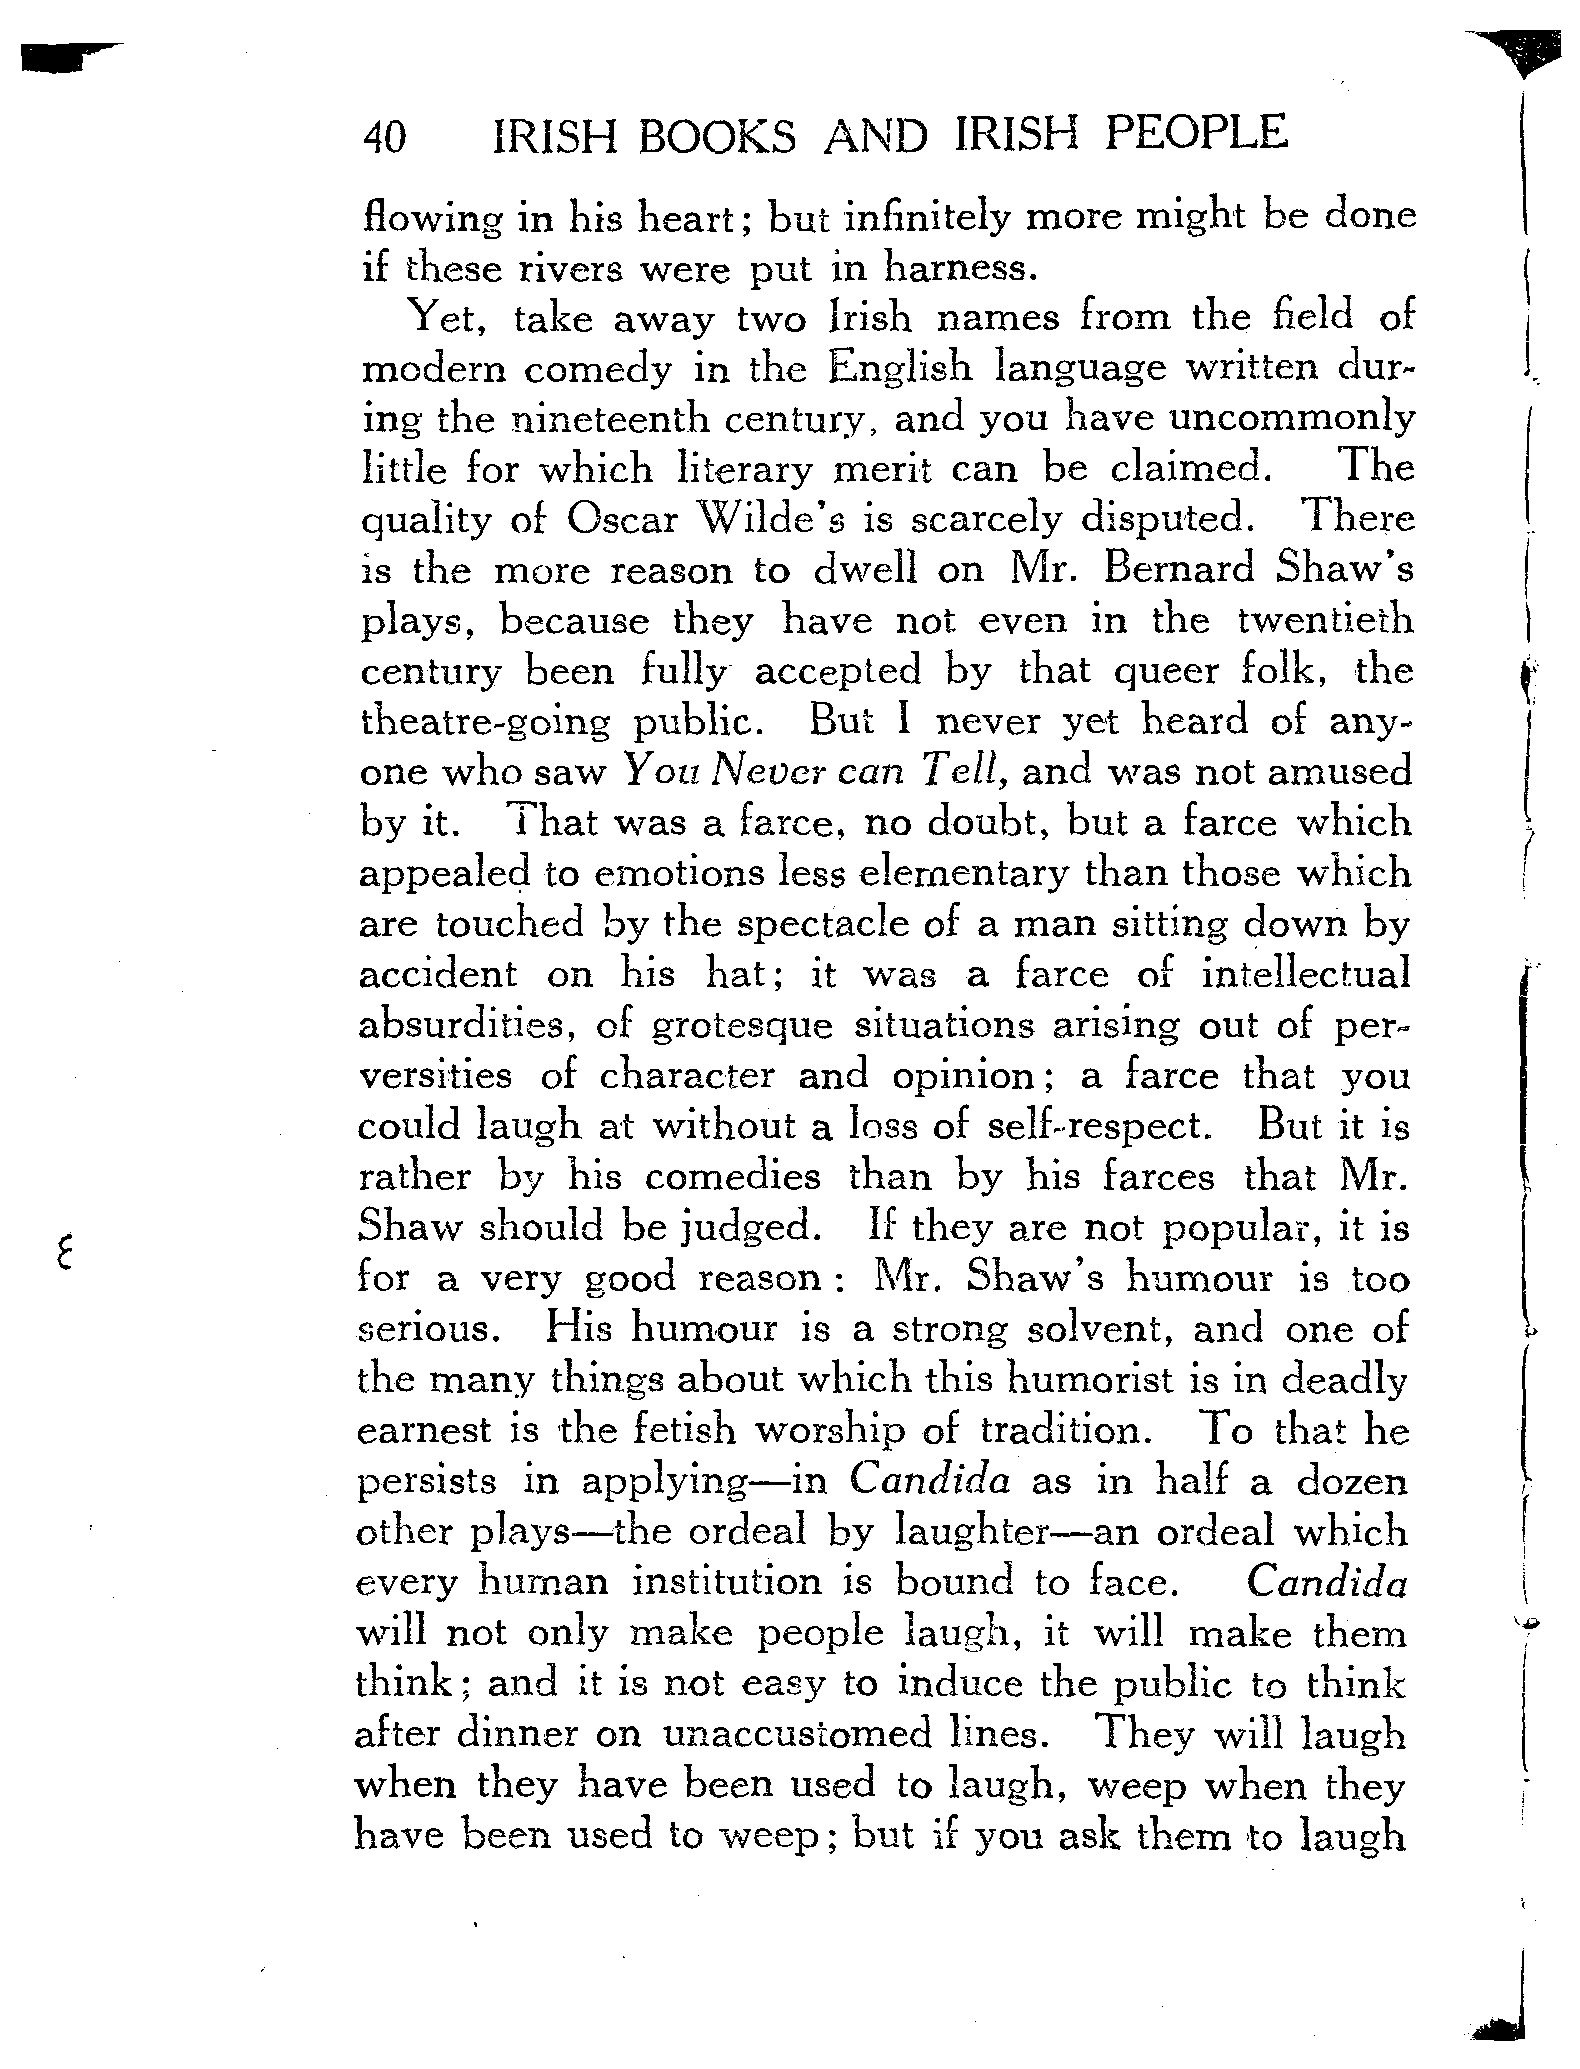 40 IRISH BOOKS AND IRISH PEOPLE
flowing in his heart; but infinitely more might be done
if these rivers were put in harness.
Yet, take away two Irish names from the field of
modern comedy in the English language written dur-
ing the nineteenth century, and you have uncommonly
little for which literary merit can be claimed. The
quality of Oscar Wilde's is scarcely disputed. There
is the more reason to dwell on Mr. Bernard Shaw's
plays, because they have not even in the twentieth
century been fully accepted by that queer folk, the
theatre-going public. But I never yet heard of any-
one who saw You Never can Tell, and was not amused
by it. That was a farce, no doubt, but a farce which
appealed to emotions less elementary than those which
are touched by the spectacle of a man sitting down by
accident on his hat; it was a farce of intellectual
absurdities, of grotesque situations arising out of per-
versities of character and opinion; a farce that you
could laugh at without a loss of self-respect. But it is
rather by his comedies than by his farces that Mr.
Shaw should be judged. If they are not popular, it is
for a very good reason: Mr. Shaw's humour is too
serious. His humour is a strong solvent, and one of
the many things about which this humorist is in deadly
earnest is the fetish worship of tradition. To that he
persists in applying—in Candida as in half a dozen
other plays—the ordeal by laughter—an ordeal which
every human institution is bound to face. Candida
will not only make people laugh, it will make them
think; and it is not easy to induce the public to think
after dinner on unaccustomed lines. They will laugh
when they have been used to laugh, weep when they
have been used to weep; but if you ask them to laugh